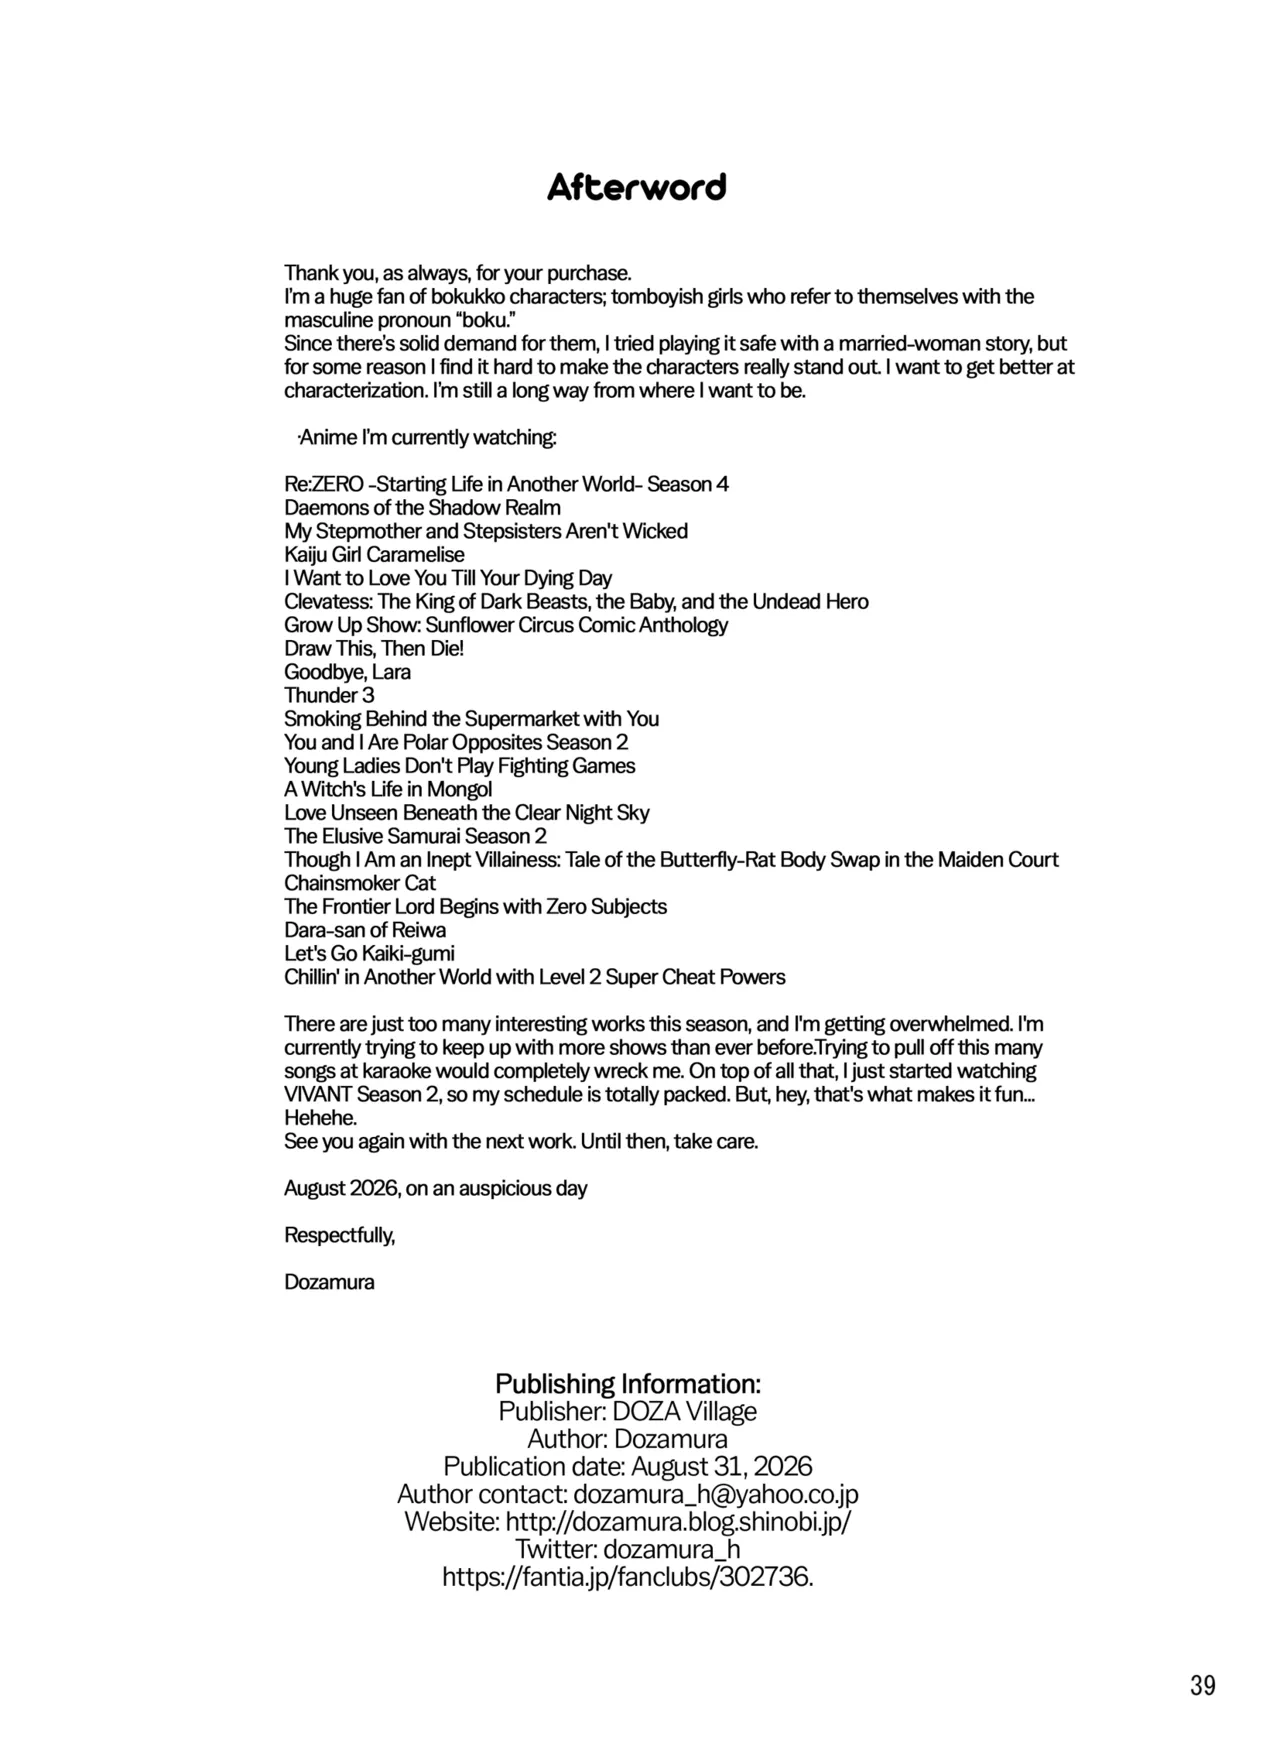 Afterword
Thank you, as always, for your purchase.
I'm a huge fan of bokukko characters; tomboyish girls who refer to themselves with the
masculine pronoun “boku.”
Since there's solid demand for them, I tried playing it safe with a married-woman story, but
for some reason I find it hard to make the characters really stand out. I want to get better at
characterization. I'm still a long way from where I want to be.
·Anime I'm currently watching:
Re:ZERO -Starting Life in Another World- Season 4
Daemons of the Shadow Realm
My Stepmother and Stepsisters Aren't Wicked
Kaiju Girl Caramelise
I Want to Love You Till Your Dying Day
Clevatess: The King of Dark Beasts, the Baby, and the Undead Hero
Grow Up Show: Sunflower Circus Comic Anthology
Draw This, Then Die!
Goodbye, Lara
Thunder 3
Smoking Behind the Supermarket with You
You and I Are Polar Opposites Season 2
Young Ladies Don't Play Fighting Games
A Witch's Life in Mongol
Love Unseen Beneath the Clear Night Sky
The Elusive Samurai Season 2
Though I Am an Inept Villainess: Tale of the Butterfly-Rat Body Swap in the Maiden Court
Chainsmoker Cat
The Frontier Lord Begins with Zero Subjects
Dara-san of Reiwa
Let's Go Kaiki-gumi
Chillin' in Another World with Level 2 Super Cheat Powers
There are just too many interesting works this season, and I'm getting overwhelmed. I'm
currently trying to keep up with more shows than ever before.Trying to pull off this many
songs at karaoke would completely wreck me. On top of all that, I just started watching
VIVANT Season 2, so my schedule is totally packed. But, hey, that's what makes it fun...
Hehehe.
See you again with the next work. Until then, take care.
August 2026, on an auspicious day
Respectfully,
Dozamura
Publishing Information:
Publisher: DOZA Village
Author: Dozamura
Publication date: August 31, 2026
Author contact: dozamura_h@yahoo.co.jp
Website: http://dozamura.blog.shinobi.jp/
Twitter: dozamura_h
https://fantia.jp/fanclubs/302736.
39